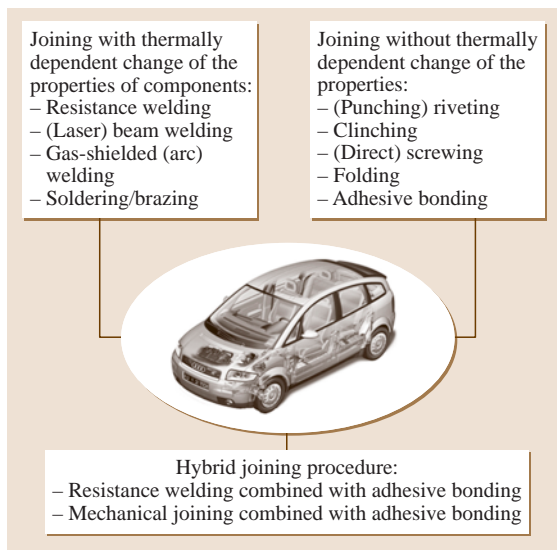 Joining with thermally
dependent change of the
properties of components:
– Resistance welding
– (Laser) beam welding
– Gas-shielded (arc)
welding
– Soldering/brazing
Joining without thermally
dependent change of the
properties:
– (Punching) riveting
– Clinching
– (Direct) screwing
– Folding
– Adhesive bonding
Hybrid joining procedure:
– Resistance welding combined with adhesive bonding
– Mechanical joining combined with adhesive bonding